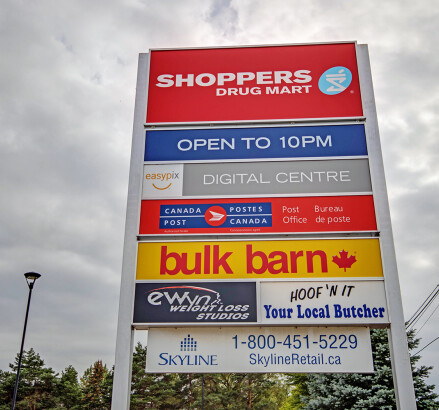 SHOPPERS
DRUG MART
OPEN TO 10PM
easypix
DIGITAL CENTRE
CANADA POSTES
POST CANADA
Post Bureau
Office de poste
bulk barn
ewyn
WEIGHT LOSS
STUDIOS
HOOF 'N IT
Your Local Butcher
SKYLINE
1-800-451-5229
SkylineRetail.ca